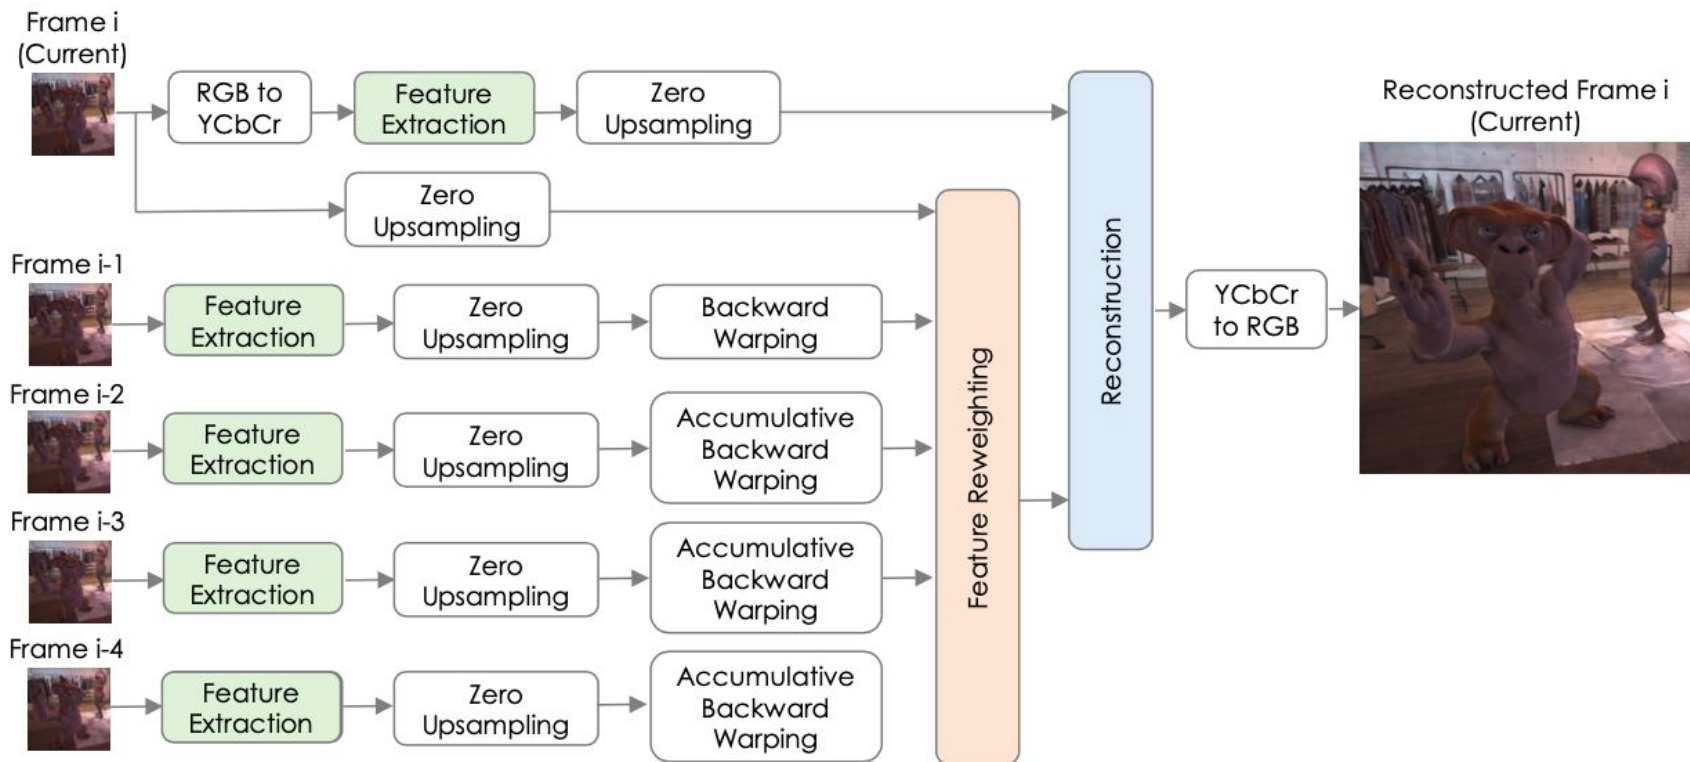 Frame i
(Current)
RGB to
YCbCr
Feature
Extraction
Zero
Upsampling
Zero
Upsampling
Frame i-1
Feature
Extraction
Zero
Upsampling
Backward
Warping
Frame i-2
Feature
Extraction
Zero
Upsampling
Accumulative
Backward
Warping
Frame i-3
Feature
Extraction
Zero
Upsampling
Accumulative
Backward
Warping
Frame i-4
Feature
Extraction
Zero
Upsampling
Accumulative
Backward
Warping
Feature Reweighting
Reconstruction
YCbCr
to RGB
Reconstructed Frame i
(Current)